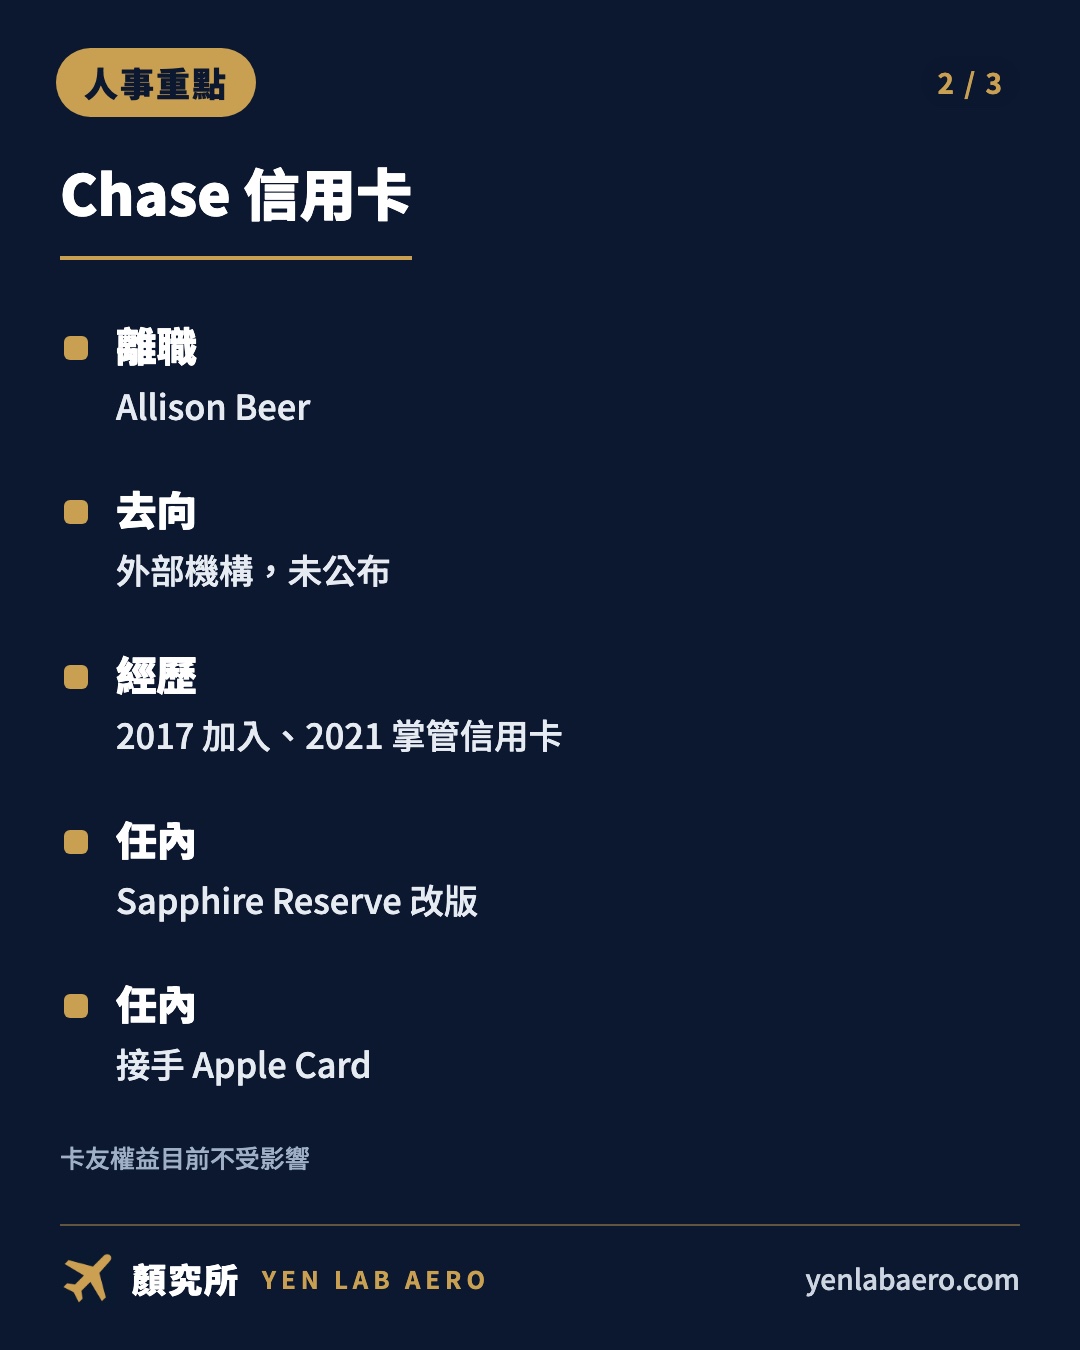 人事重點
2 / 3
Chase 信用卡
離職
Allison Beer
去向
外部機構，未公布
經歷
2017 加入、2021 掌管信用卡
任內
Sapphire Reserve 改版
任內
接手 Apple Card
卡友權益目前不受影響
顏究所 YEN LAB AERO
yenlabaero.com